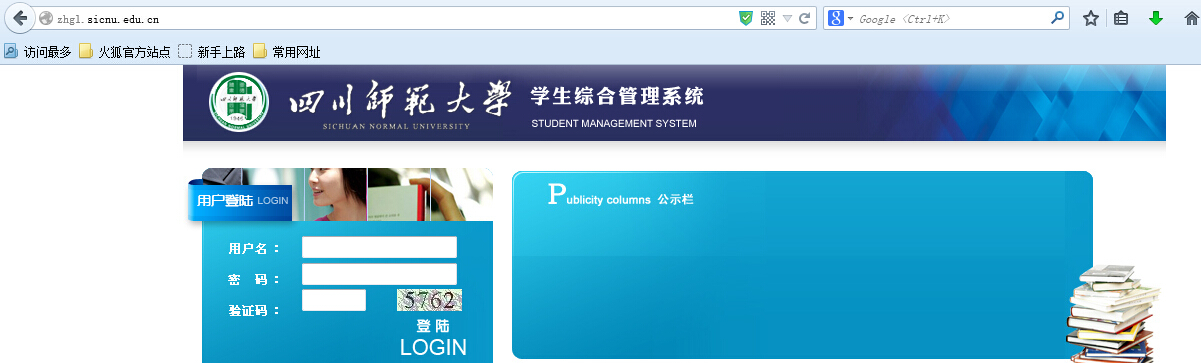 zhgl.sicnu.edu.cn
Google <Ctrl+K>
访问最多 火狐官方站点 新手上路 常用网址
四川師範大學
SICHUAN NORMAL UNIVERSITY
1946
学生综合管理系统
STUDENT MANAGEMENT SYSTEM
用户登陆 LOGIN
Publicity columns 公示栏
用户名：
密 码：
验证码：
5762
登陆
LOGIN